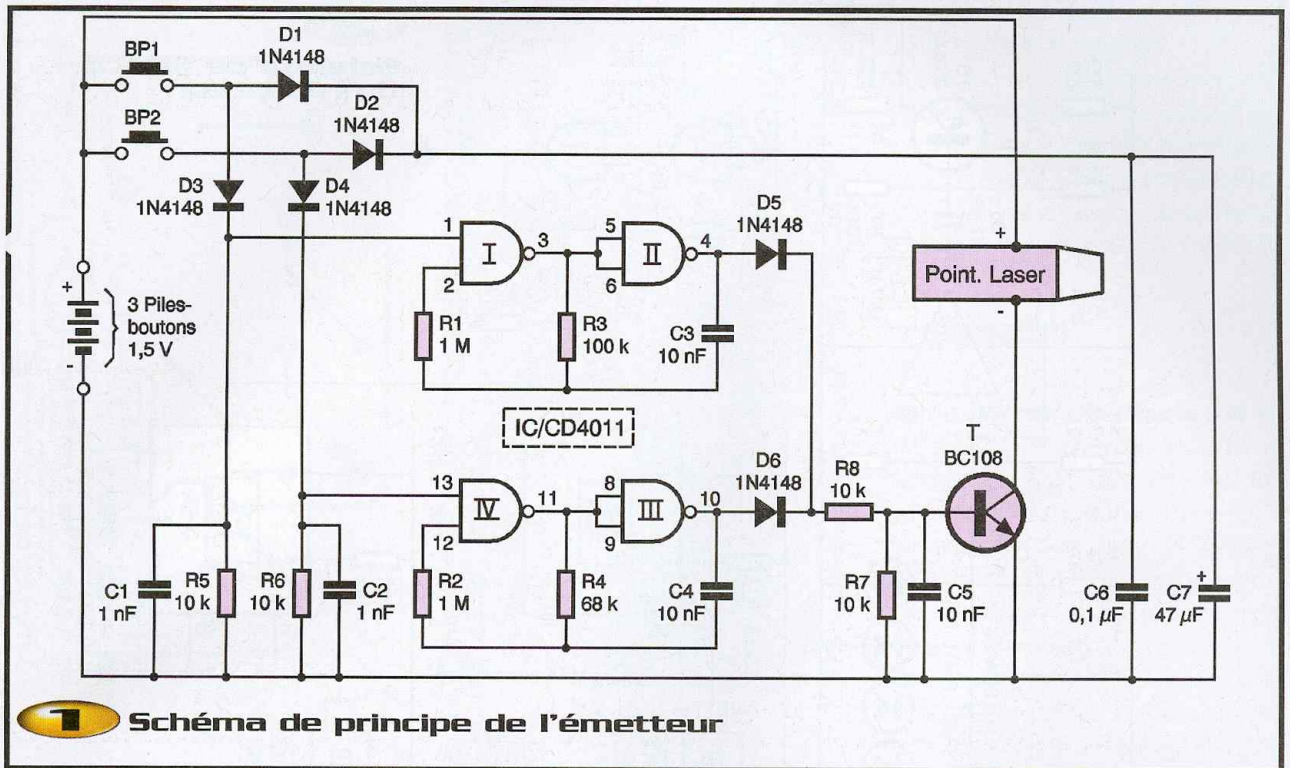 BP1
D1
1N4148
BP2
D2
1N4148
D3
1N4148
D4
1N4148
+
3 Piles-
boutons
1,5 V
-
1
2
I
3
5
6
II
4
D5
1N4148
R1
1 M
R3
100 k
C3
10 nF
+
Point. Laser
-
IC/CD4011
13
12
IV
11
8
9
III
10
D6
1N4148
R8
10 k
T
BC108
C1
1 nF
R5
10 k
R6
10 k
C2
1 nF
R2
1 M
R4
68 k
C4
10 nF
R7
10 k
C5
10 nF
C6
0,1 µF
+
C7
47 µF
1 Schéma de principe de l'émetteur